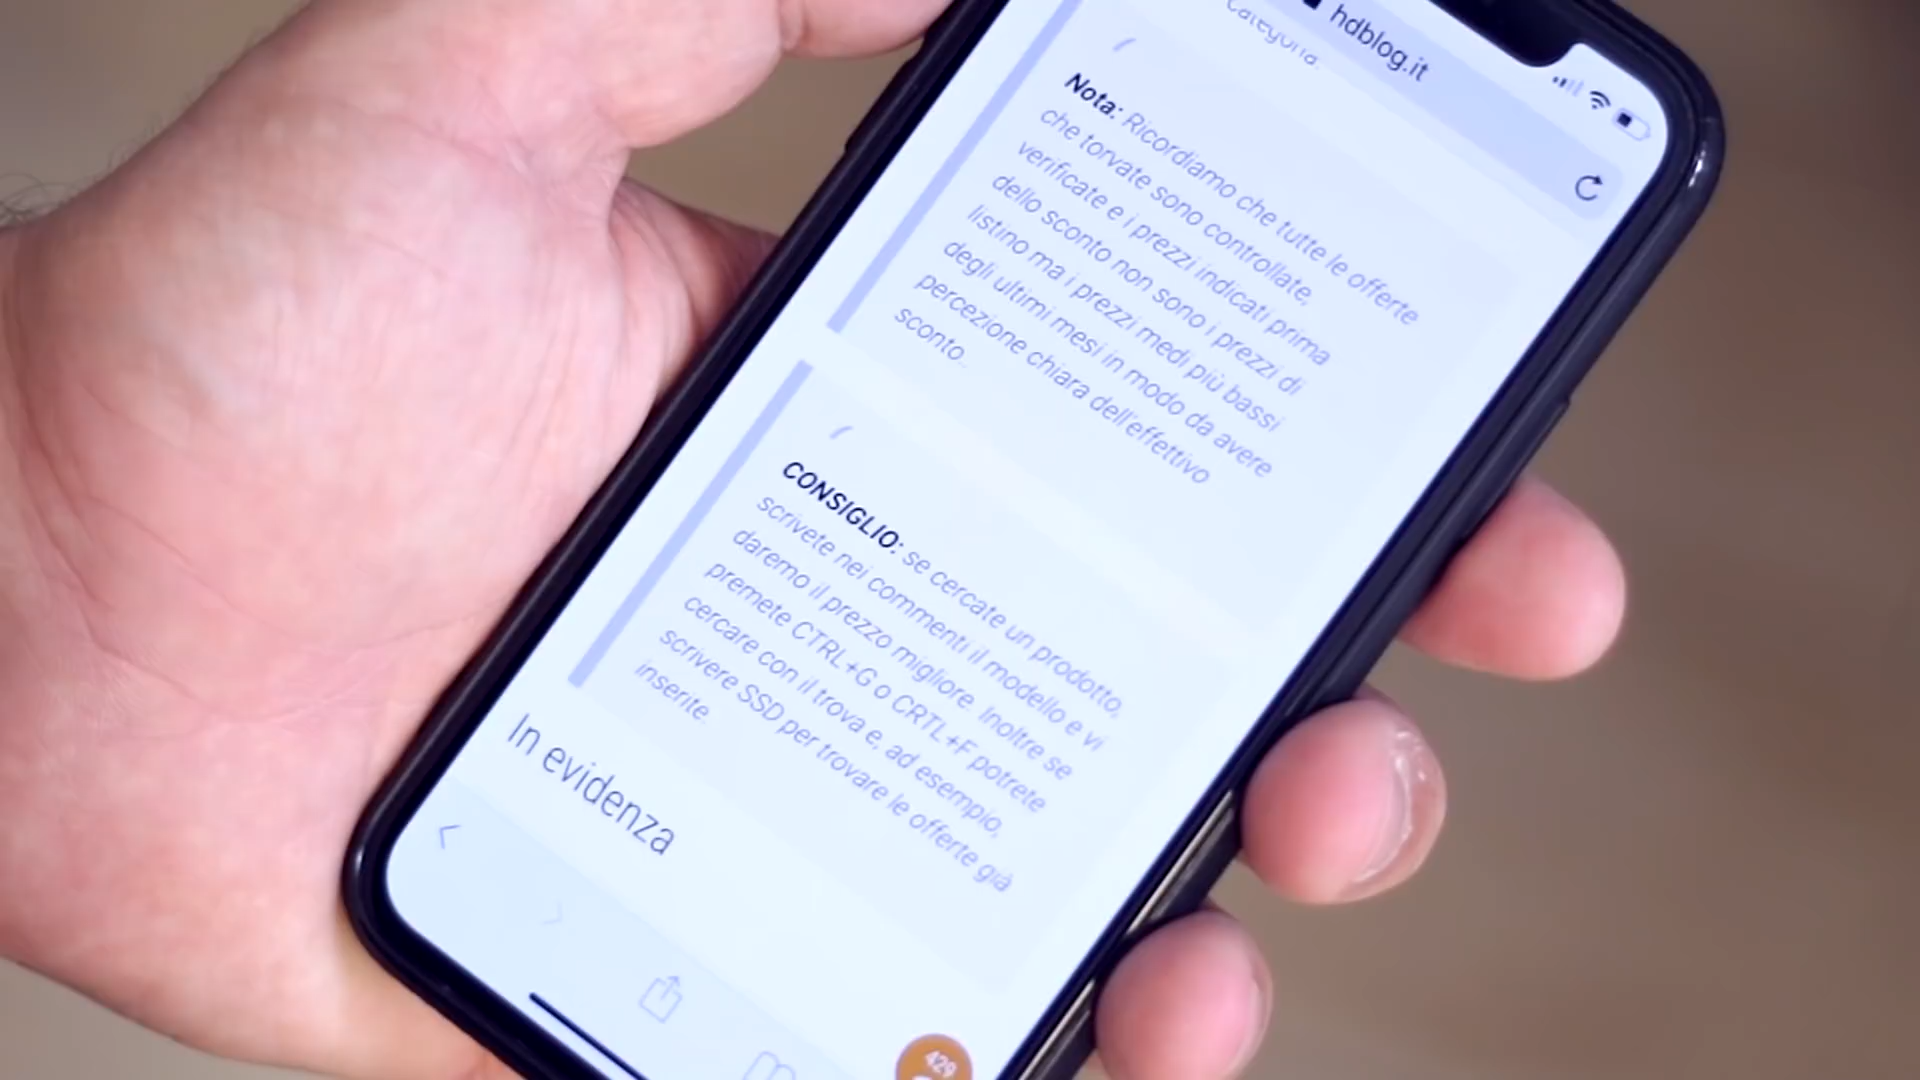 hdblog.it
categoria.
Nota: Ricordiamo che tutte le offerte
che torvate sono controllate,
verificate e i prezzi indicati prima
dello sconto non sono i prezzi di
listino ma i prezzi medi più bassi
degli ultimi mesi in modo da avere
percezione chiara dell'effettivo
sconto..
CONSIGLIO: se cercate un prodotto,
scrivete nei commenti il modello e vi
daremo il prezzo migliore. Inoltre se
premete CTRL+G o CRTL+F potrete
cercare con il trova e, ad esempio,
scrivere SSD per trovare le offerte già
inserite.
In evidenza
429